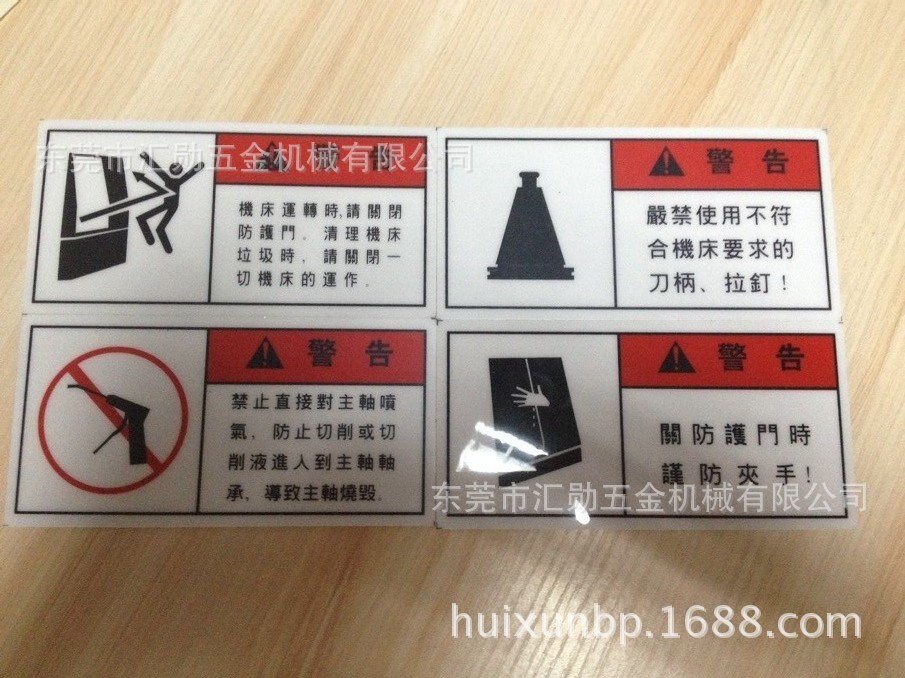 东莞市汇勋五金机械有限公司
警告
機床運轉時,請關閉
防護門。清理機床
垃圾時,請關閉一
切機床的運作.
警告
嚴禁使用不符
合機床要求的
刀柄、拉釘!
警告
禁止直接對主軸噴
氣,防止切削或切
削液進人到主軸軸
承,導致主軸燒毀.
警告
關防護門時
謹防夾手!
东莞市汇勋五金机械有限公司
huixunbp.1688.com